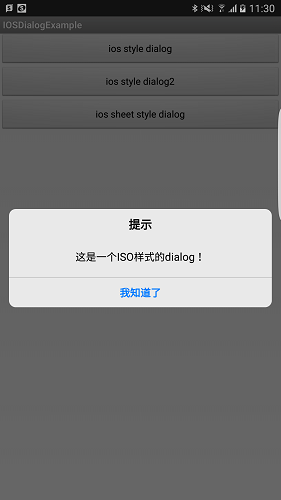 11:30
IOSDialogExample
ios style dialog
ios style dialog2
ios sheet style dialog
提示
这是一个ISO样式的dialog！
我知道了